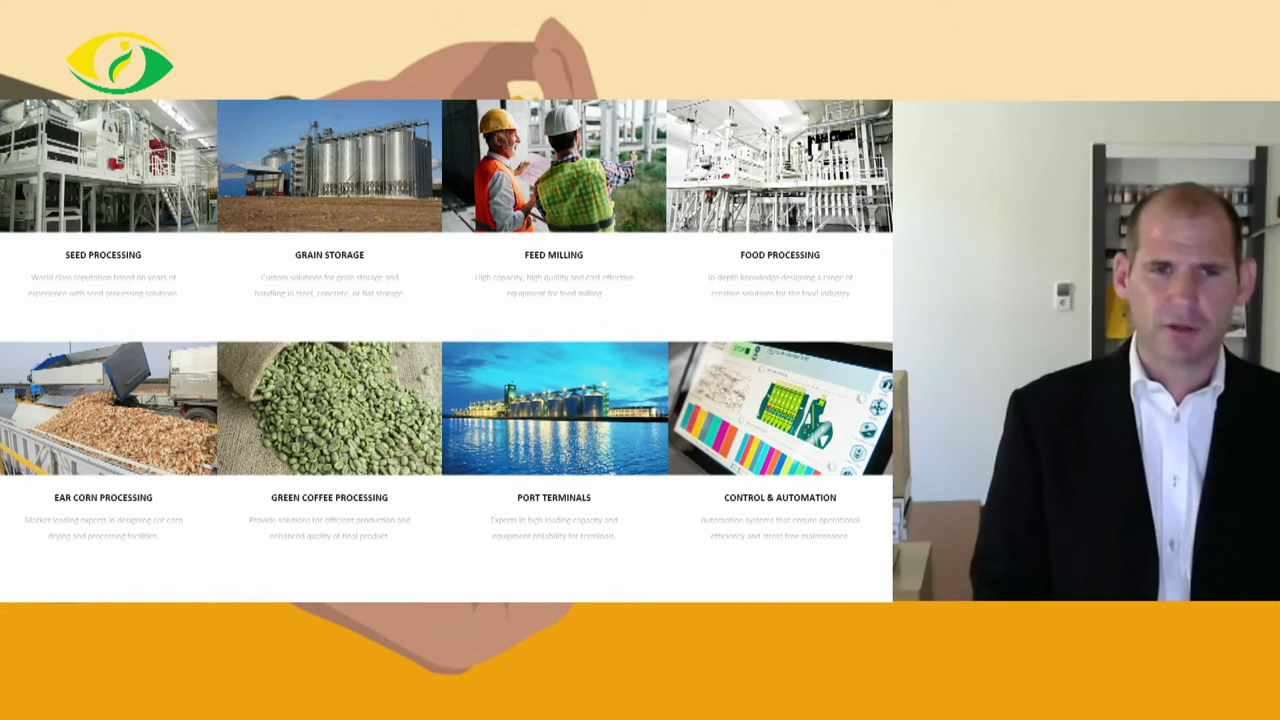 SEED PROCESSING
World class reputation based on years of
experience with seed processing solutions.
GRAIN STORAGE
Custom solutions for grain storage and
handling in steel, concrete, or flat storage.
FEED MILLING
High capacity, high quality and cost effective
equipment for feed milling.
FOOD PROCESSING
In-depth knowledge designing a range of
creative solutions for the food industry.
EAR CORN PROCESSING
Market leading experts in designing ear corn
drying and processing facilities.
GREEN COFFEE PROCESSING
Provide solutions for efficient production and
enhanced quality of final product.
PORT TERMINALS
Experts in high loading capacity and
equipment reliability for terminals.
CONTROL & AUTOMATION
Automation systems that ensure operational
efficiency and stress free maintenance.